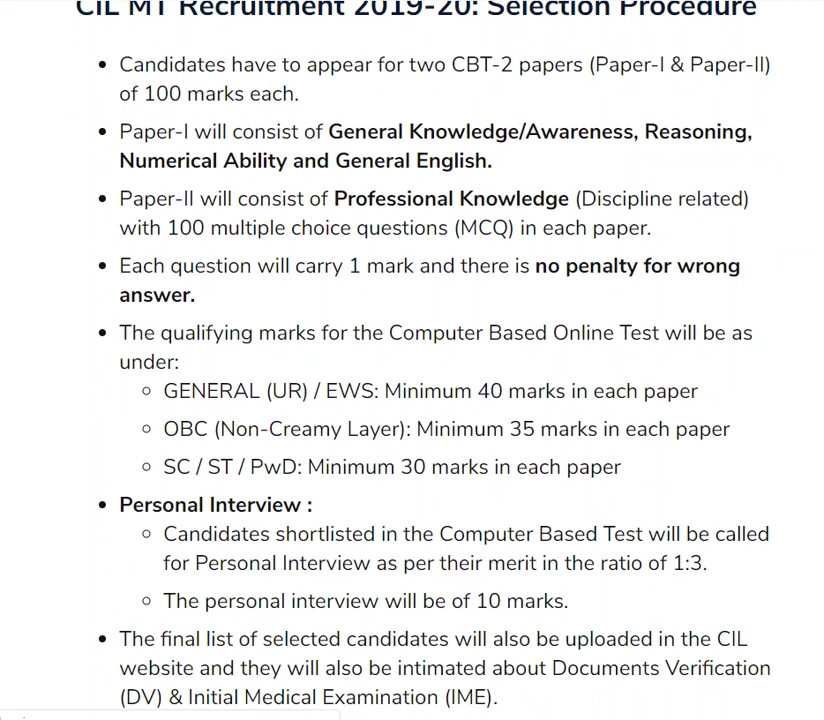 CIL MT Recruitment 2019-20: Selection Procedure
• Candidates have to appear for two CBT-2 papers (Paper-I & Paper-II)
of 100 marks each.
• Paper-I will consist of General Knowledge/Awareness, Reasoning,
Numerical Ability and General English.
• Paper-II will consist of Professional Knowledge (Discipline related)
with 100 multiple choice questions (MCQ) in each paper.
• Each question will carry 1 mark and there is no penalty for wrong
answer.
• The qualifying marks for the Computer Based Online Test will be as
under:
◦ GENERAL (UR) / EWS: Minimum 40 marks in each paper
◦ OBC (Non-Creamy Layer): Minimum 35 marks in each paper
◦ SC / ST / PwD: Minimum 30 marks in each paper
• Personal Interview :
◦ Candidates shortlisted in the Computer Based Test will be called
for Personal Interview as per their merit in the ratio of 1:3.
◦ The personal interview will be of 10 marks.
• The final list of selected candidates will also be uploaded in the CIL
website and they will also be intimated about Documents Verification
(DV) & Initial Medical Examination (IME).